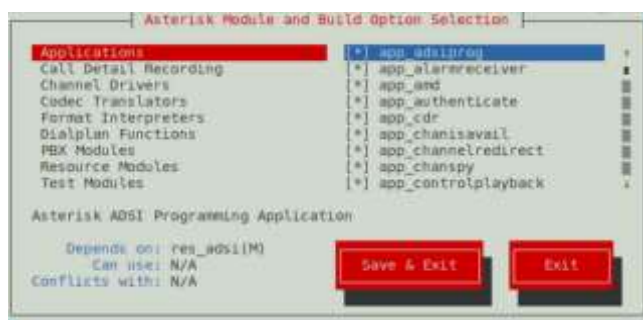 Asterisk Module and Build Option Selection
Applications [*] app_adsiprog
Call Detail Recording [*] app_alarmreceiver
Channel Drivers [*] app_amd
Codec Translators [*] app_authenticate
Format Interpreters [*] app_cdr
Dialplan Functions [*] app_chanisavail
PBX Modules [*] app_channelredirect
Resource Modules [*] app_chanspy
Test Modules [*] app_controlplayback
Asterisk ADSI Programming Application
Depends on: res_adsi(M)
Can use: N/A
Conflicts with: N/A
Save & Exit
Exit